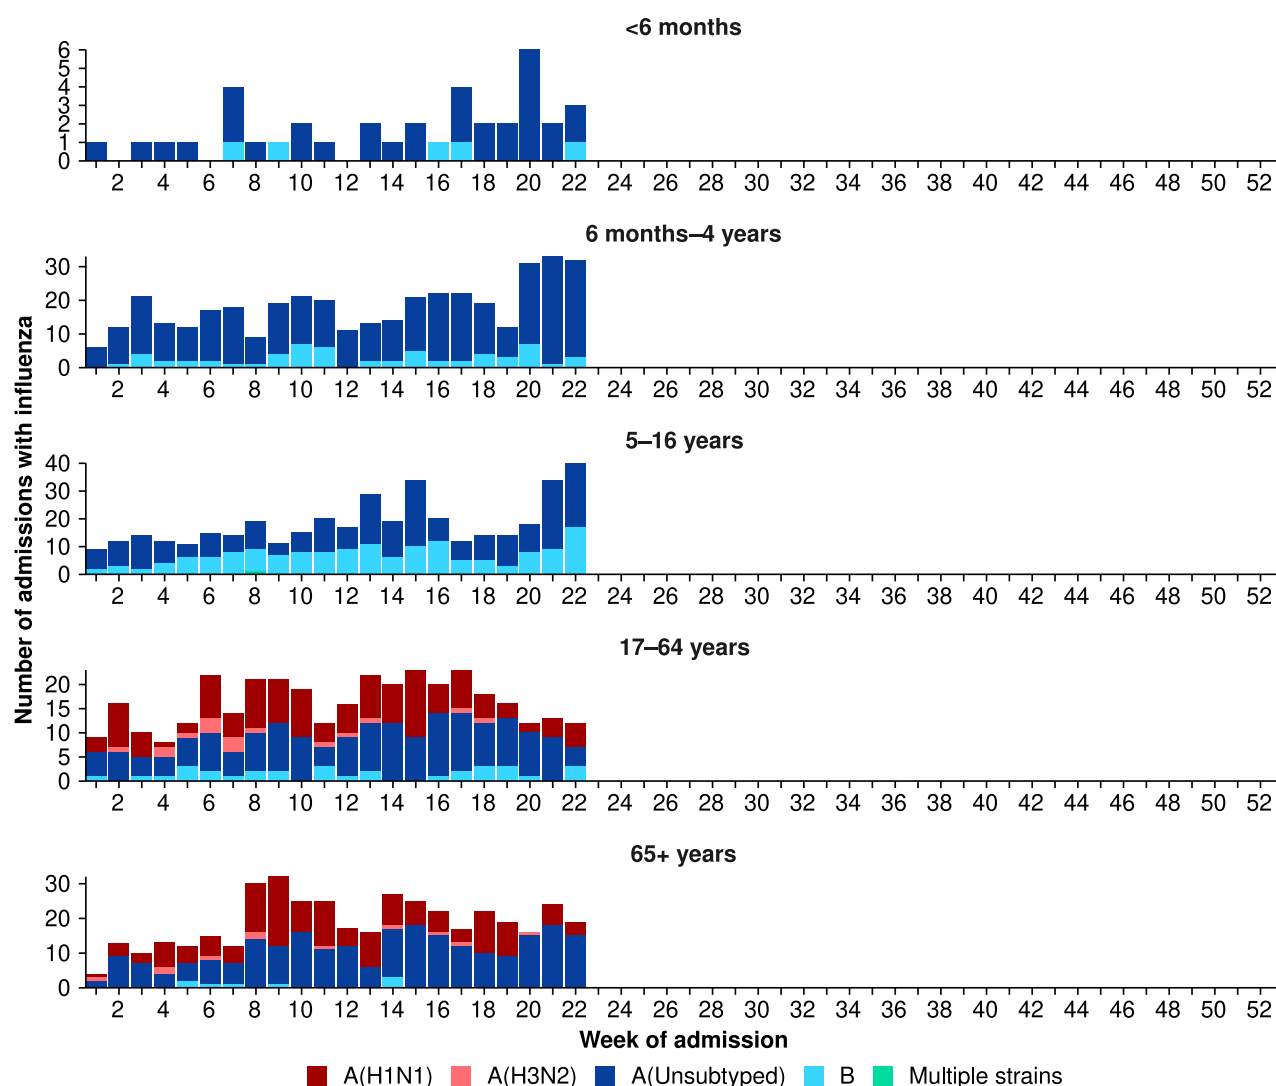 <6 months
6
5
4
3
2
1
0
2 4 6 8 10 12 14 16 18 20 22 24 26 28 30 32 34 36 38 40 42 44 46 48 50 52
6 months–4 years
30
20
10
0
2 4 6 8 10 12 14 16 18 20 22 24 26 28 30 32 34 36 38 40 42 44 46 48 50 52
5–16 years
40
30
20
10
0
2 4 6 8 10 12 14 16 18 20 22 24 26 28 30 32 34 36 38 40 42 44 46 48 50 52
17–64 years
20
15
10
5
0
2 4 6 8 10 12 14 16 18 20 22 24 26 28 30 32 34 36 38 40 42 44 46 48 50 52
65+ years
30
20
10
0
2 4 6 8 10 12 14 16 18 20 22 24 26 28 30 32 34 36 38 40 42 44 46 48 50 52
Number of admissions with influenza
Week of admission
A(H1N1) A(H3N2) A(Unsubtyped) B Multiple strains